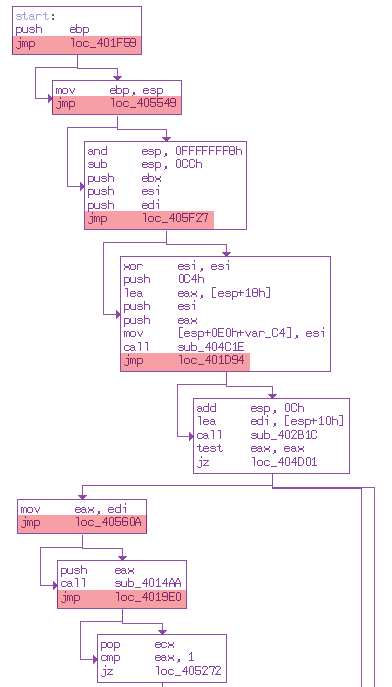 start:
push ebp
jmp loc_401F59
mov ebp, esp
jmp loc_405549
and esp, 0FFFFFFF8h
sub esp, 0CCh
push ebx
push esi
push edi
jmp loc_405F27
xor esi, esi
push 0C4h
lea eax, [esp+18h]
push esi
push eax
mov [esp+0E0h+var_C4], esi
call sub_404C1E
jmp loc_401D94
add esp, 0Ch
lea edi, [esp+10h]
call sub_402B1C
test eax, eax
jz loc_404D01
mov eax, edi
jmp loc_40560A
push eax
call sub_4014AA
jmp loc_4019E0
pop ecx
cmp eax, 1
jz loc_405272